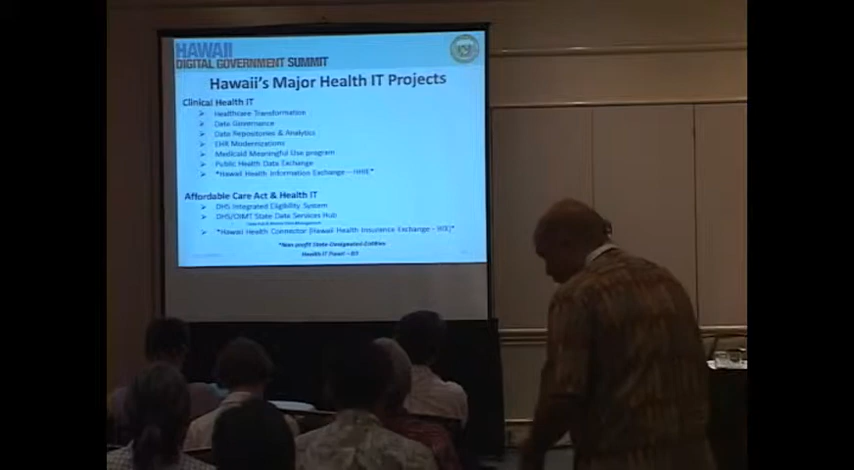 HAWAII
DIGITAL GOVERNMENT SUMMIT
Hawaii's Major Health IT Projects
Clinical Health IT
Healthcare Transformation
Data Governance
Data Repositories & Analytics
EHR Modernizations
Medicaid Meaningful Use program
Public Health Data Exchange
*Hawaii Health Information Exchange - HHIE*
Affordable Care Act & Health IT
DHS Integrated Eligibility System
DHS/OIMT State Data Services Hub
*Hawaii Health Connector (Hawaii Health Insurance Exchange - HIX)*
*Non-profit State-Designated Entities